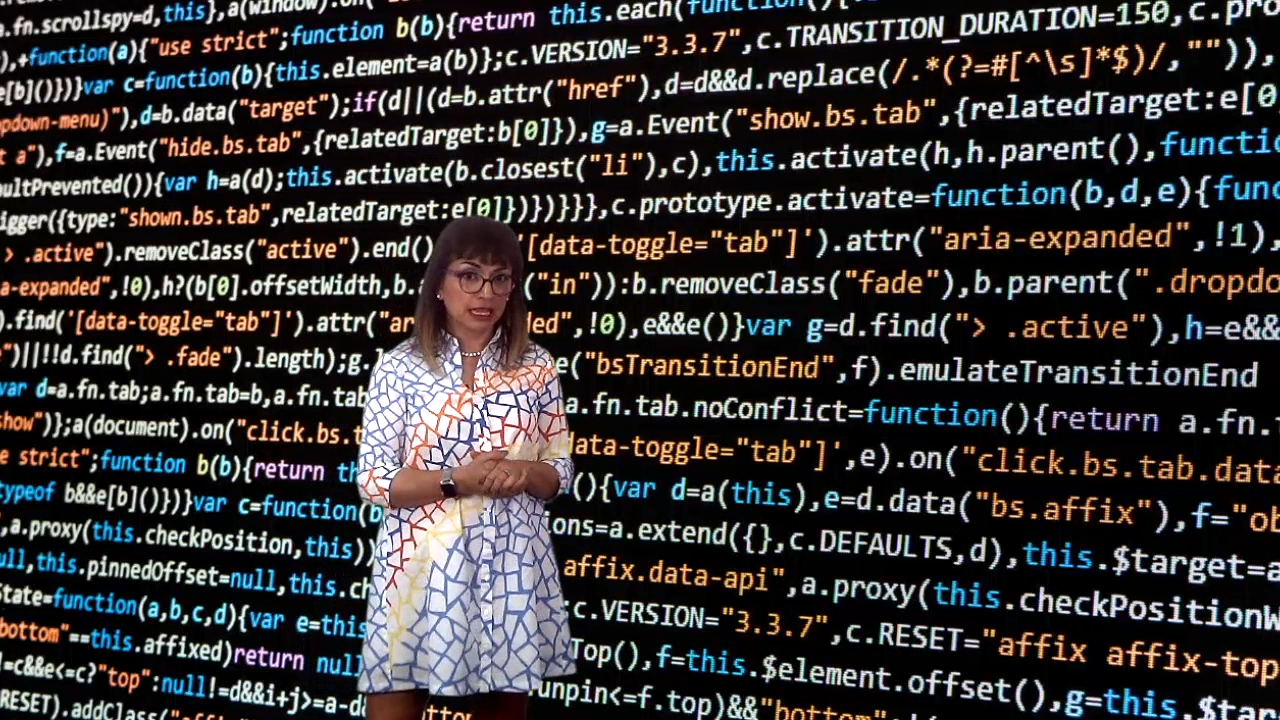 a.fn.scrollspy=d,this},a(window).on(
),+function(a){"use strict";function b(b){return this.each(function(){
e[b]()})}var c=function(b){this.element=a(b)};c.VERSION="3.3.7",c.TRANSITION_DURATION=150,c.pro
pdown-menu)"),d=b.data("target");if(d||(d=b.attr("href"),d=d&&d.replace(/.*(?=#[^\s]*$)/,"")),
t a"),f=a.Event("hide.bs.tab",{relatedTarget:b[0]}),g=a.Event("show.bs.tab",{relatedTarget:e[0
aultPrevented()){var h=a(d);this.activate(b.closest("li"),c),this.activate(h,h.parent(),functio
igger({type:"shown.bs.tab",relatedTarget:e[0]})})}}},c.prototype.activate=function(b,d,e){func
> .active").removeClass("active").end() '[data-toggle="tab"]').attr("aria-expanded",!1),
a-expanded",!0),h?(b[0].offsetWidth,b. ("in")):b.removeClass("fade"),b.parent(".dropdo
).find('[data-toggle="tab"]').attr("ar ed",!0),e&&e()}var g=d.find("> .active"),h=e&&
")||!!d.find("> .fade").length);g. e("bsTransitionEnd",f).emulateTransitionEnd
var d=a.fn.tab;a.fn.tab=b,a.fn.tab a.fn.tab.noConflict=function(){return a.fn.
show")};a(document).on("click.bs.t data-toggle="tab"]',e).on("click.bs.tab.data
e strict";function b(b){return th (){var d=a(this),e=d.data("bs.affix"),f="ob
typeof b&&e[b]()})}var c=function(b ons=a.extend({},c.DEFAULTS,d),this.$target=a
,a.proxy(this.checkPosition,this)) affix.data-api",a.proxy(this.checkPositionW
ull,this.pinnedOffset=null,this.ch c.VERSION="3.3.7",c.RESET="affix affix-top
State=function(a,b,c,d){var e=this Top(),f=this.$element.offset(),g=this.$tar
bottom"==this.affixed)return null unpin<=f.top)&&"bottom"
!=c&&e<=c?"top":null!=d&&i+j>=a-d ttom
RESET).addClass("affi